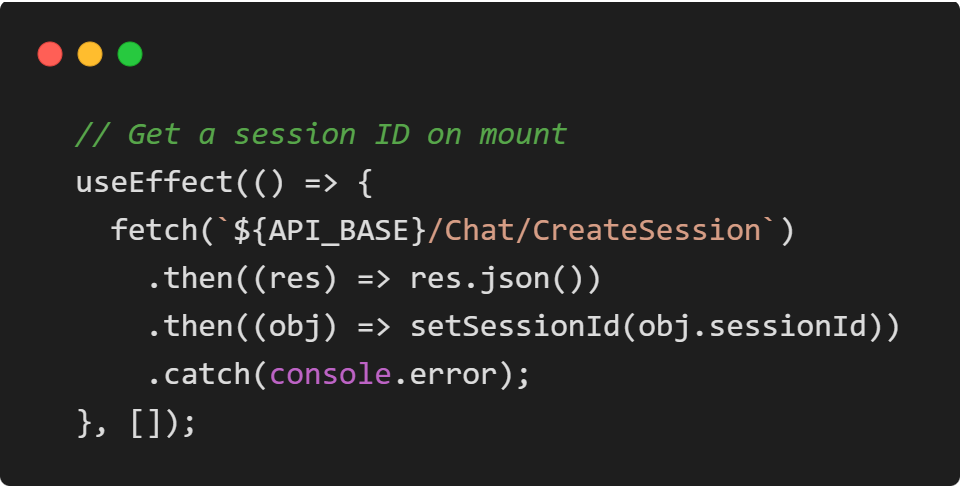 // Get a session ID on mount
useEffect(() => {
  fetch(`${API_BASE}/Chat/CreateSession`)
    .then((res) => res.json())
    .then((obj) => setSessionId(obj.sessionId))
    .catch(console.error);
}, []);